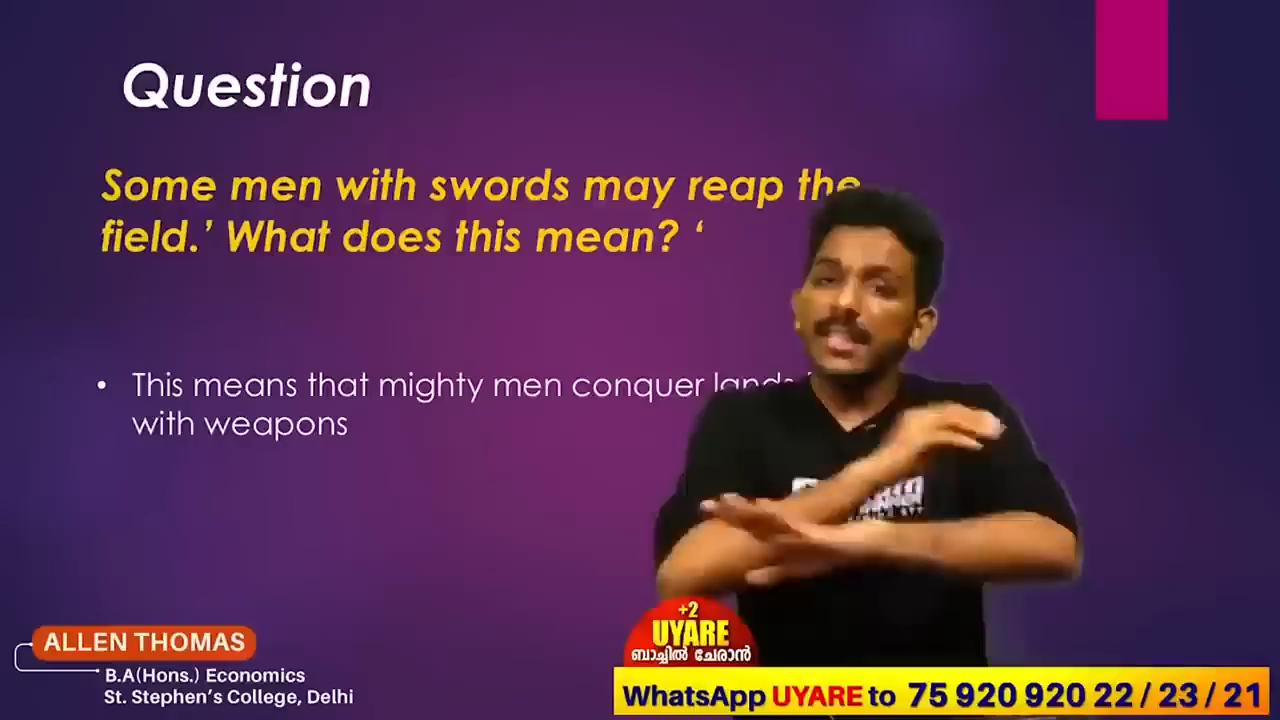 Question
Some men with swords may reap the
field.’ What does this mean? ‘
• This means that mighty men conquer lands
with weapons
ALLEN THOMAS
B.A(Hons.) Economics
St. Stephen’s College, Delhi
+2
UYARE
ബാച്ചിൽ ചേരാൻ
WhatsApp UYARE to 75 920 920 22 / 23 / 21